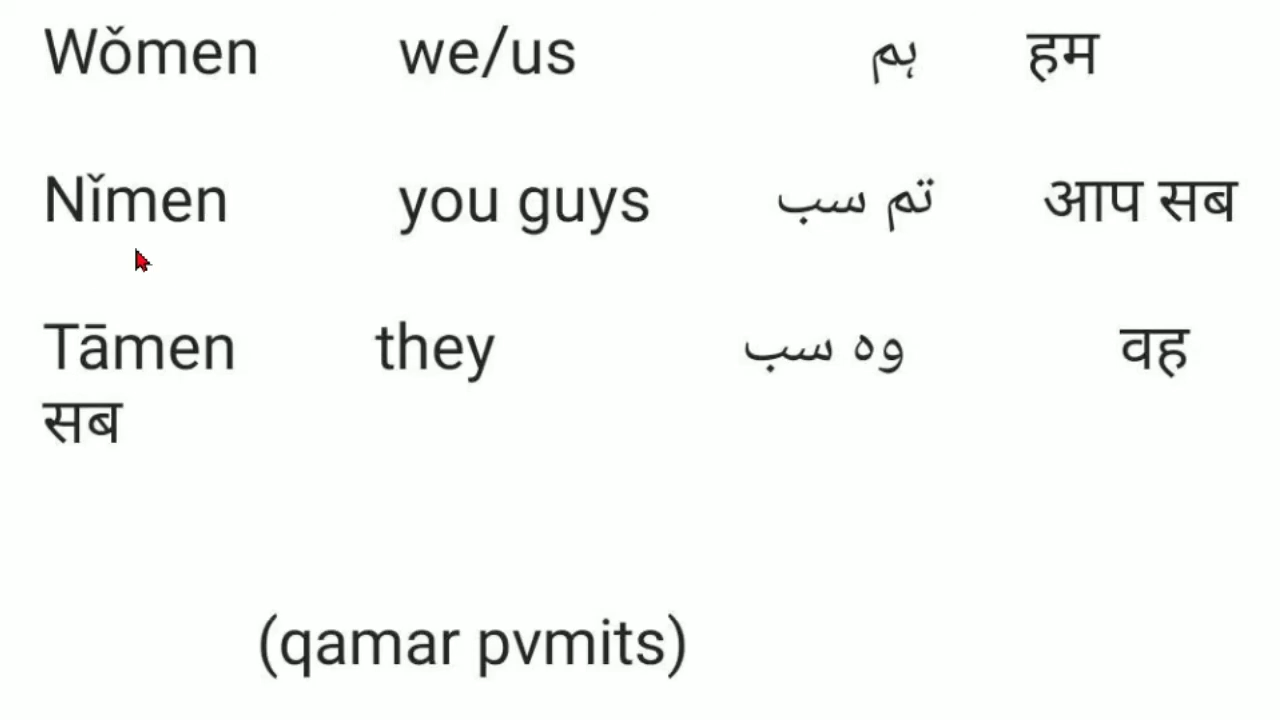 Wǒmen we/us ہم हम
Nǐmen you guys تم سب आप सब
Tāmen they وہ سب वह
सब
(qamar pvmits)